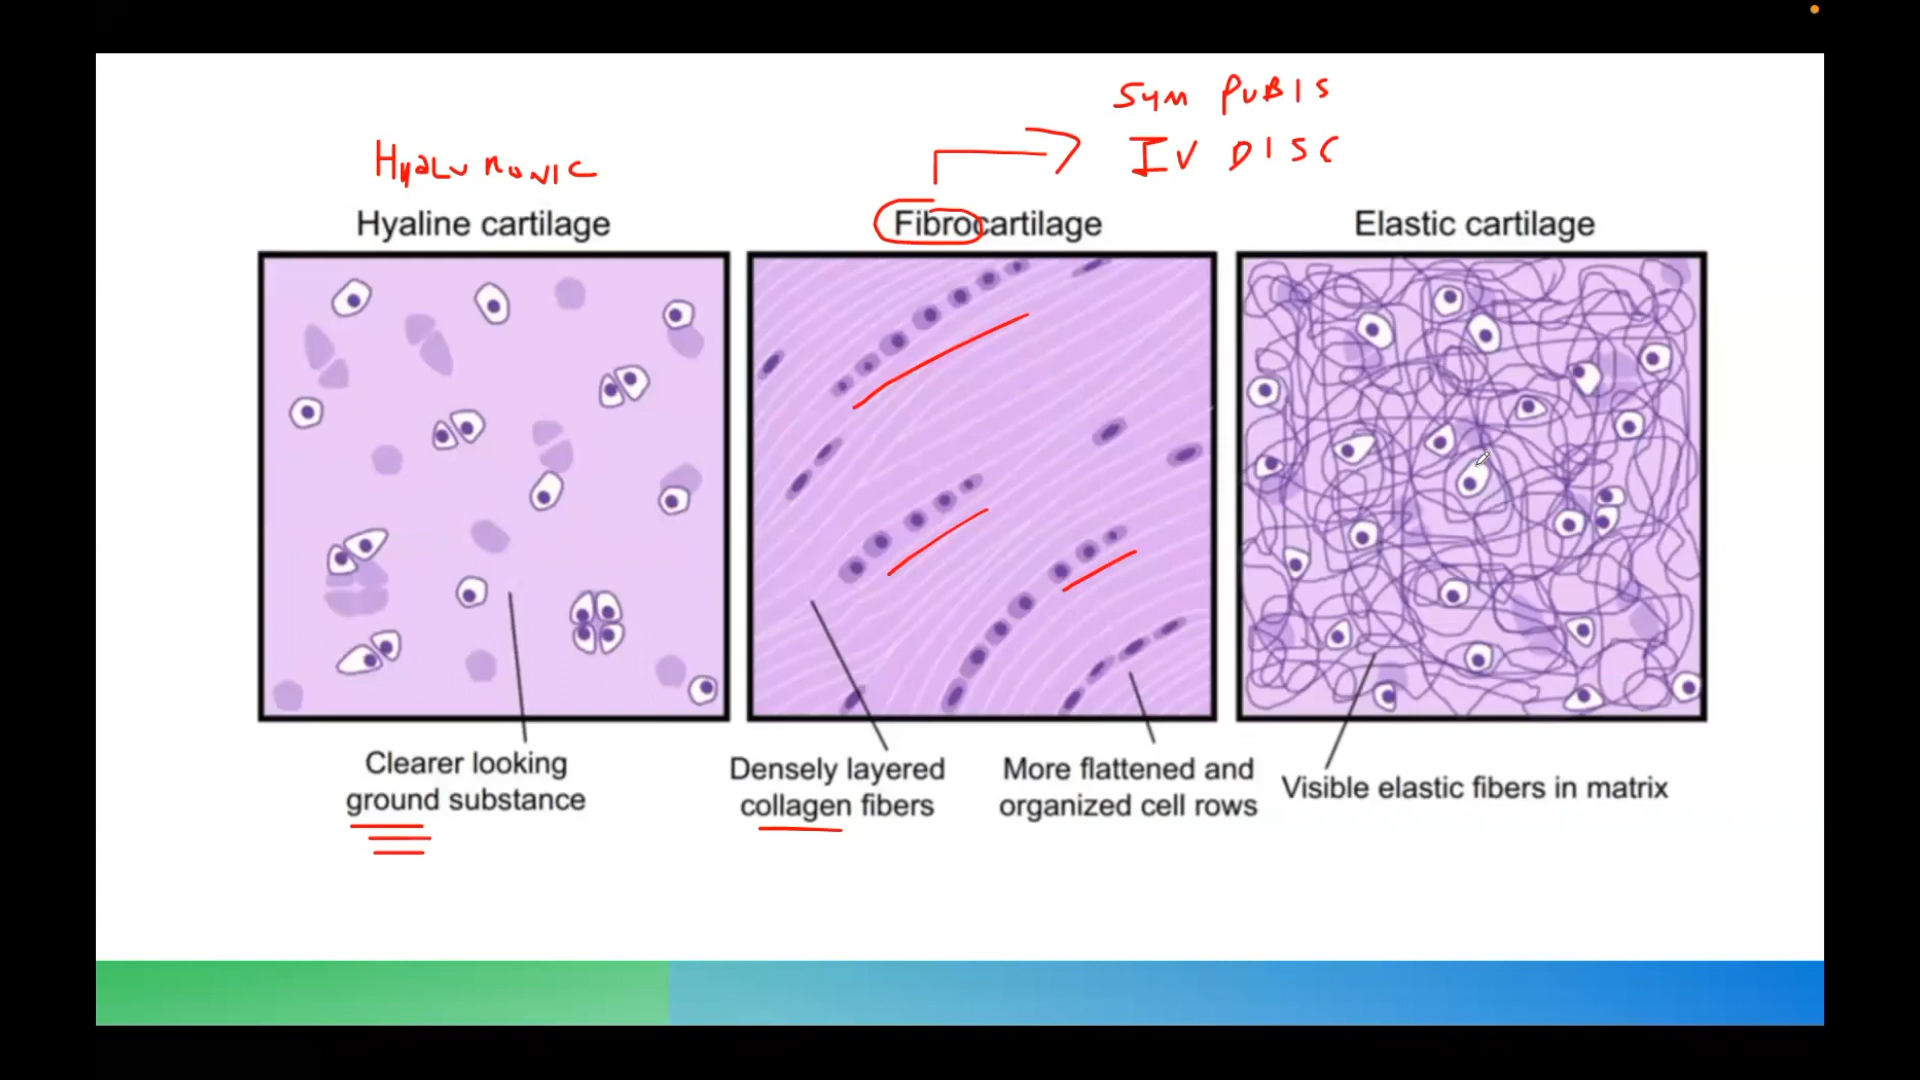 Sym PUBIS
IV DISC
Hyaluronic
Hyaline cartilage
Fibrocartilage
Elastic cartilage
Clearer looking
ground substance
Densely layered
collagen fibers
More flattened and
organized cell rows
Visible elastic fibers in matrix